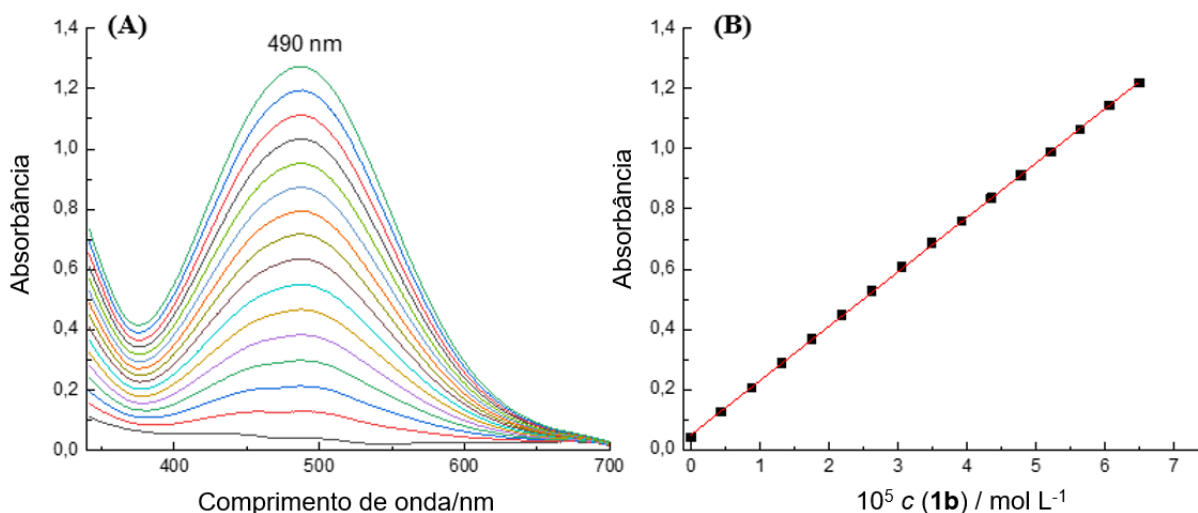 (A)
490 nm
Absorbância
1,4
1,2
1,0
0,8
0,6
0,4
0,2
0,0
400 500 600 700
Comprimento de onda/nm
(B)
Absorbância
1,4
1,2
1,0
0,8
0,6
0,4
0,2
0,0
0 1 2 3 4 5 6 7
10⁵ c (1b) / mol L⁻¹